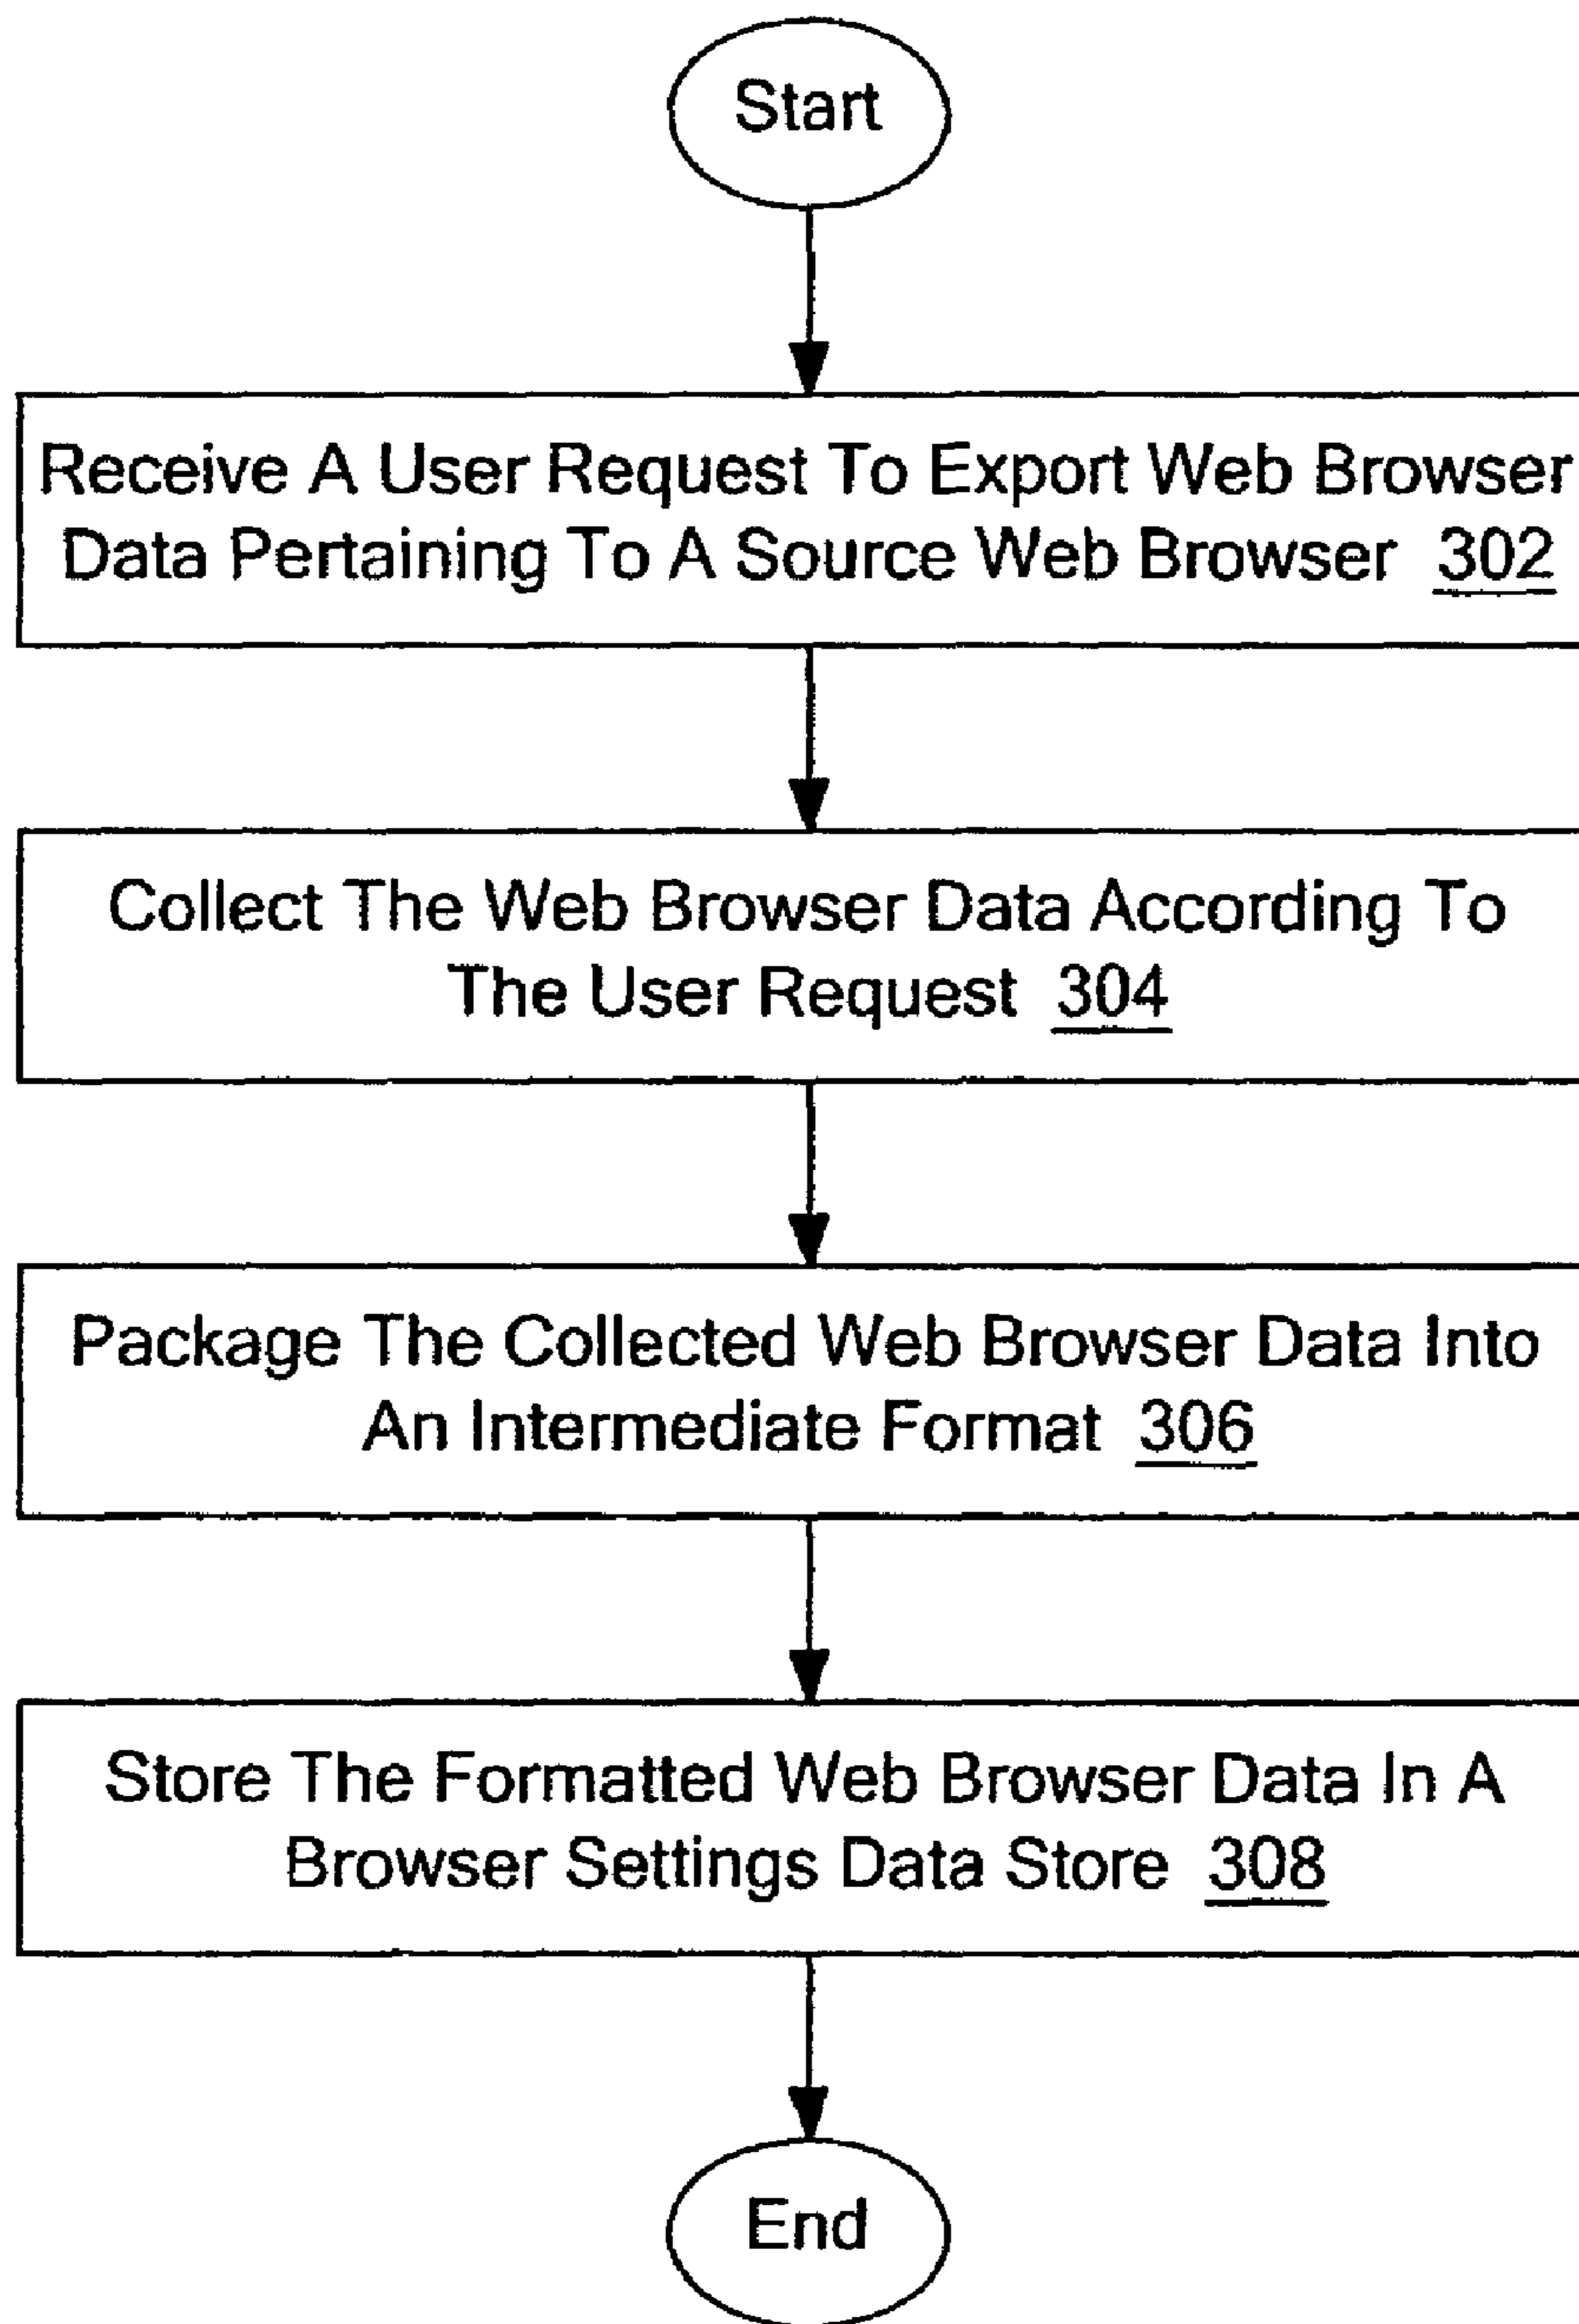 Start
Receive A User Request To Export Web Browser
Data Pertaining To A Source Web Browser 302
Collect The Web Browser Data According To
The User Request 304
Package The Collected Web Browser Data Into
An Intermediate Format 306
Store The Formatted Web Browser Data In A
Browser Settings Data Store 308
End